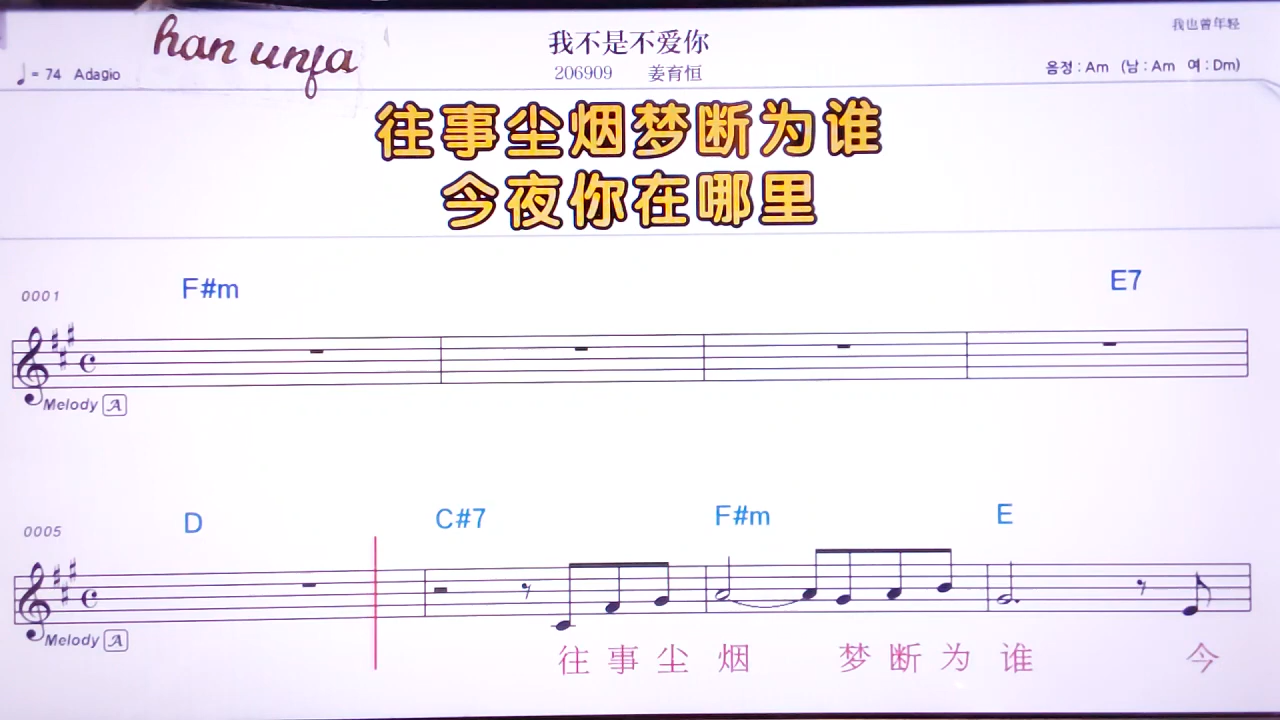 han unfa
我不是不爱你
我也曾年轻
♩= 74 Adagio
206909 姜育恒
음정 : Am (남 : Am 여 : Dm)
往事尘烟梦断为谁
今夜你在哪里
0001 F#m E7
Melody A
0005 D C#7 F#m E
Melody A
往 事 尘 烟 梦 断 为 谁 今